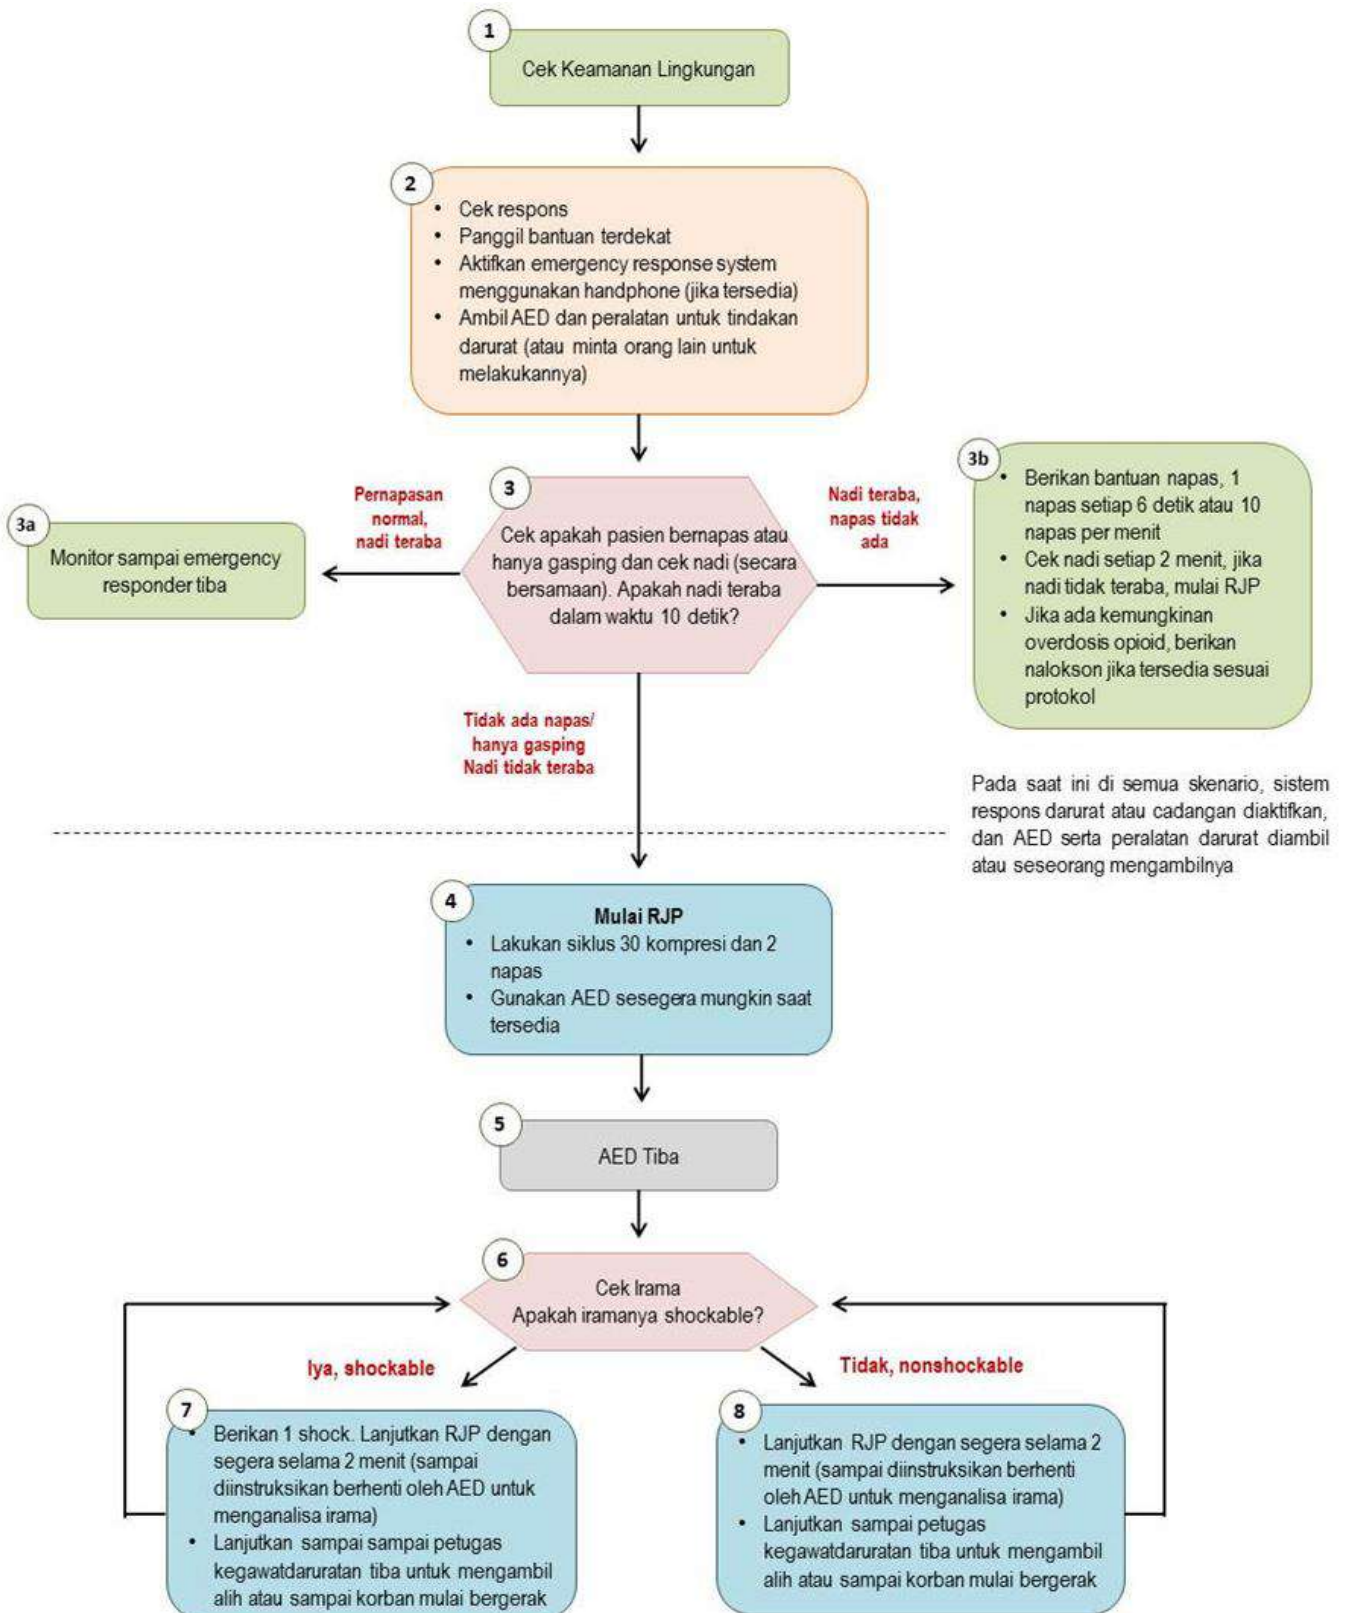 1
Cek Keamanan Lingkungan
2
• Cek respons
• Panggil bantuan terdekat
• Aktifkan emergency response system
menggunakan handphone (jika tersedia)
• Ambil AED dan peralatan untuk tindakan
darurat (atau minta orang lain untuk
melakukannya)
3
Cek apakah pasien bernapas atau
hanya gasping dan cek nadi (secara
bersamaan). Apakah nadi teraba
dalam waktu 10 detik?
Pernapasan
normal,
nadi teraba
3a
Monitor sampai emergency
responder tiba
Nadi teraba,
napas tidak
ada
3b
• Berikan bantuan napas, 1
napas setiap 6 detik atau 10
napas per menit
• Cek nadi setiap 2 menit, jika
nadi tidak teraba, mulai RJP
• Jika ada kemungkinan
overdosis opioid, berikan
nalokson jika tersedia sesuai
protokol
Tidak ada napas/
hanya gasping
Nadi tidak teraba
Pada saat ini di semua skenario, sistem
respons darurat atau cadangan diaktifkan,
dan AED serta peralatan darurat diambil
atau seseorang mengambilnya
4
Mulai RJP
• Lakukan siklus 30 kompresi dan 2
napas
• Gunakan AED sesegera mungkin saat
tersedia
5
AED Tiba
6
Cek Irama
Apakah iramanya shockable?
Iya, shockable
Tidak, nonshockable
7
• Berikan 1 shock. Lanjutkan RJP dengan
segera selama 2 menit (sampai
diinstruksikan berhenti oleh AED untuk
menganalisa irama)
• Lanjutkan sampai sampai petugas
kegawatdaruratan tiba untuk mengambil
alih atau sampai korban mulai bergerak
8
• Lanjutkan RJP dengan segera selama 2
menit (sampai diinstruksikan berhenti
oleh AED untuk menganalisa irama)
• Lanjutkan sampai petugas
kegawatdaruratan tiba untuk mengambil
alih atau sampai korban mulai bergerak